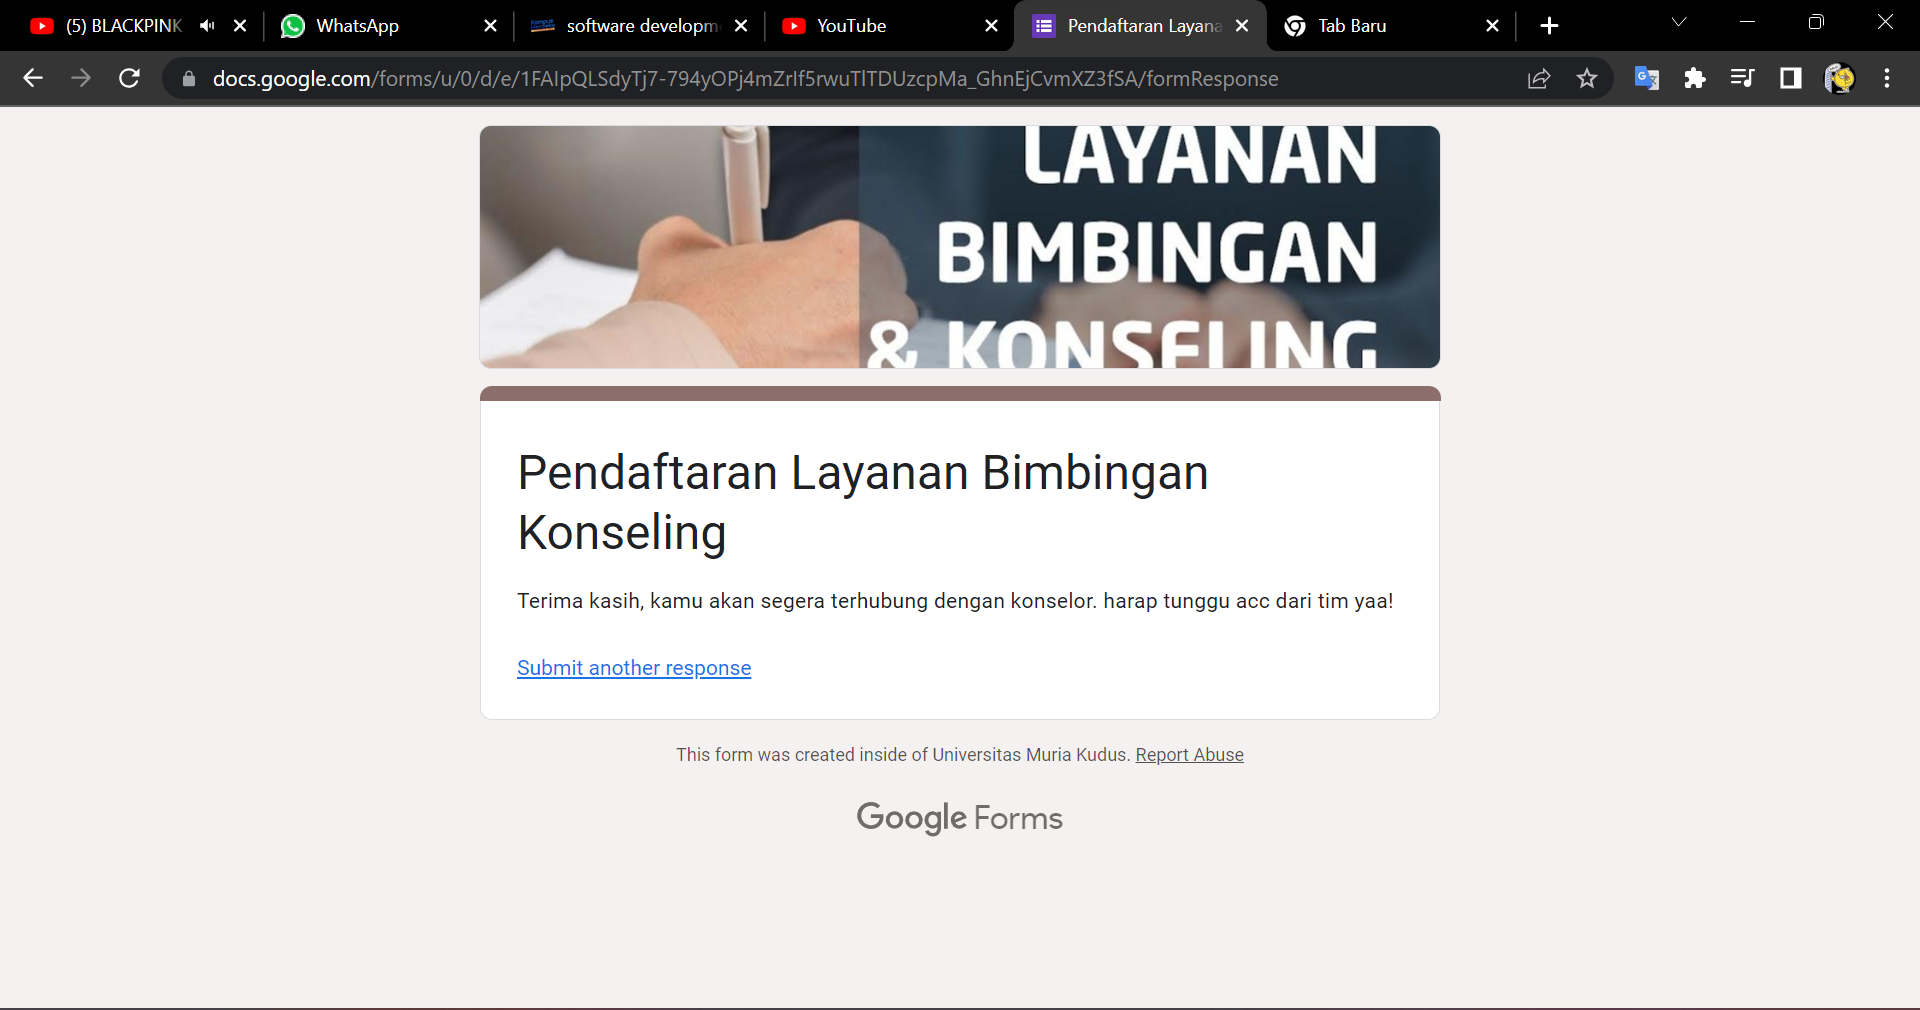 (5) BLACKPINK
WhatsApp
software developm
YouTube
Pendaftaran Layana
Tab Baru
docs.google.com/forms/u/0/d/e/1FAIpQLSdyTj7-794yOPj4mZrIf5rwuTlTDUzcpMa_GhnEjCvmXZ3fSA/formResponse
LAYANAN
BIMBINGAN
& KONSELING
Pendaftaran Layanan Bimbingan
Konseling
Terima kasih, kamu akan segera terhubung dengan konselor. harap tunggu acc dari tim yaa!
Submit another response
This form was created inside of Universitas Muria Kudus. Report Abuse
Google Forms